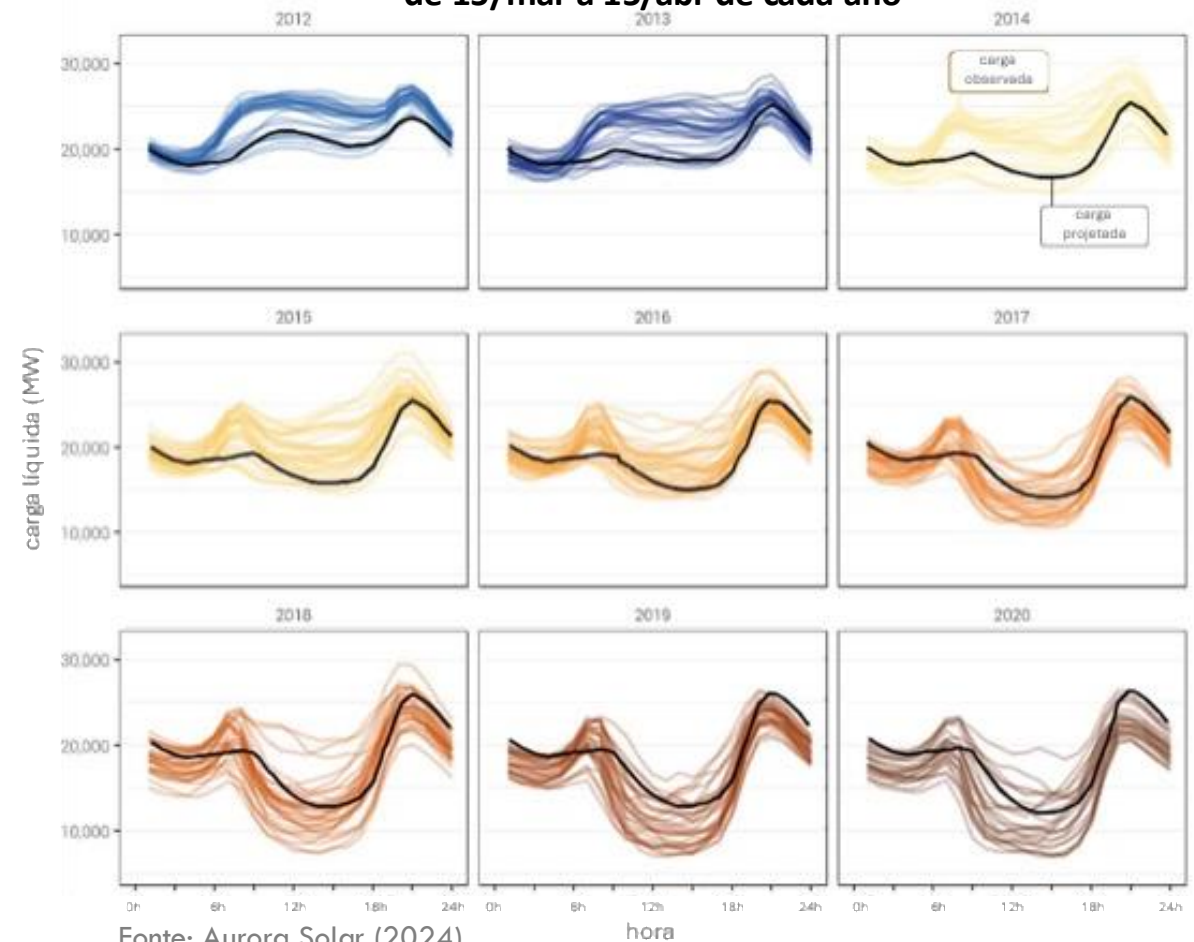 de 15/mar a 15/abr de cada ano
2012 2013 2014
30,000
20,000
10,000
carga
observada
carga
projetada
2015 2016 2017
30,000
20,000
10,000
carga líquida (MW)
2018 2019 2020
30,000
20,000
10,000
0h 6h 12h 18h 24h 0h 6h 12h 18h 24h 0h 6h 12h 18h 24h
hora
Fonte: Aurora Solar (2024)